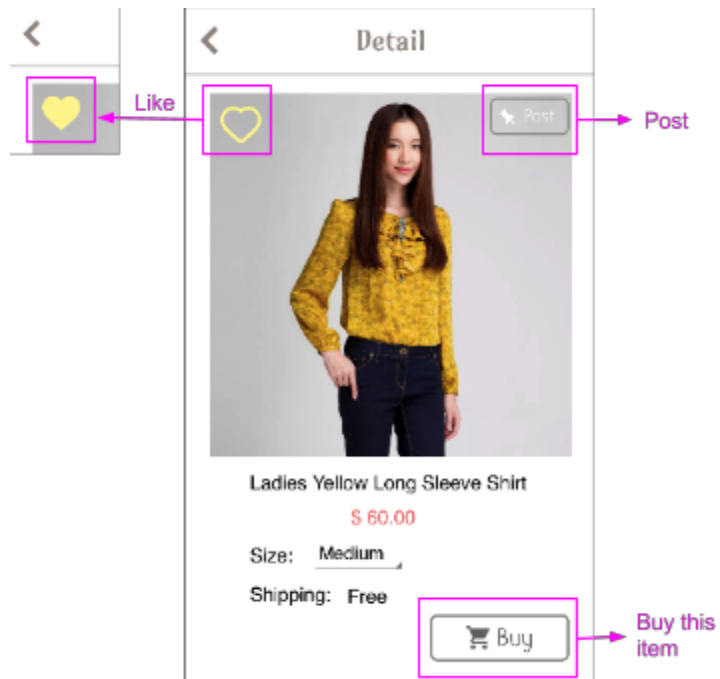 Detail
Like
Post
Post
Ladies Yellow Long Sleeve Shirt
$ 60.00
Size: Medium
Shipping: Free
Buy
Buy this
item